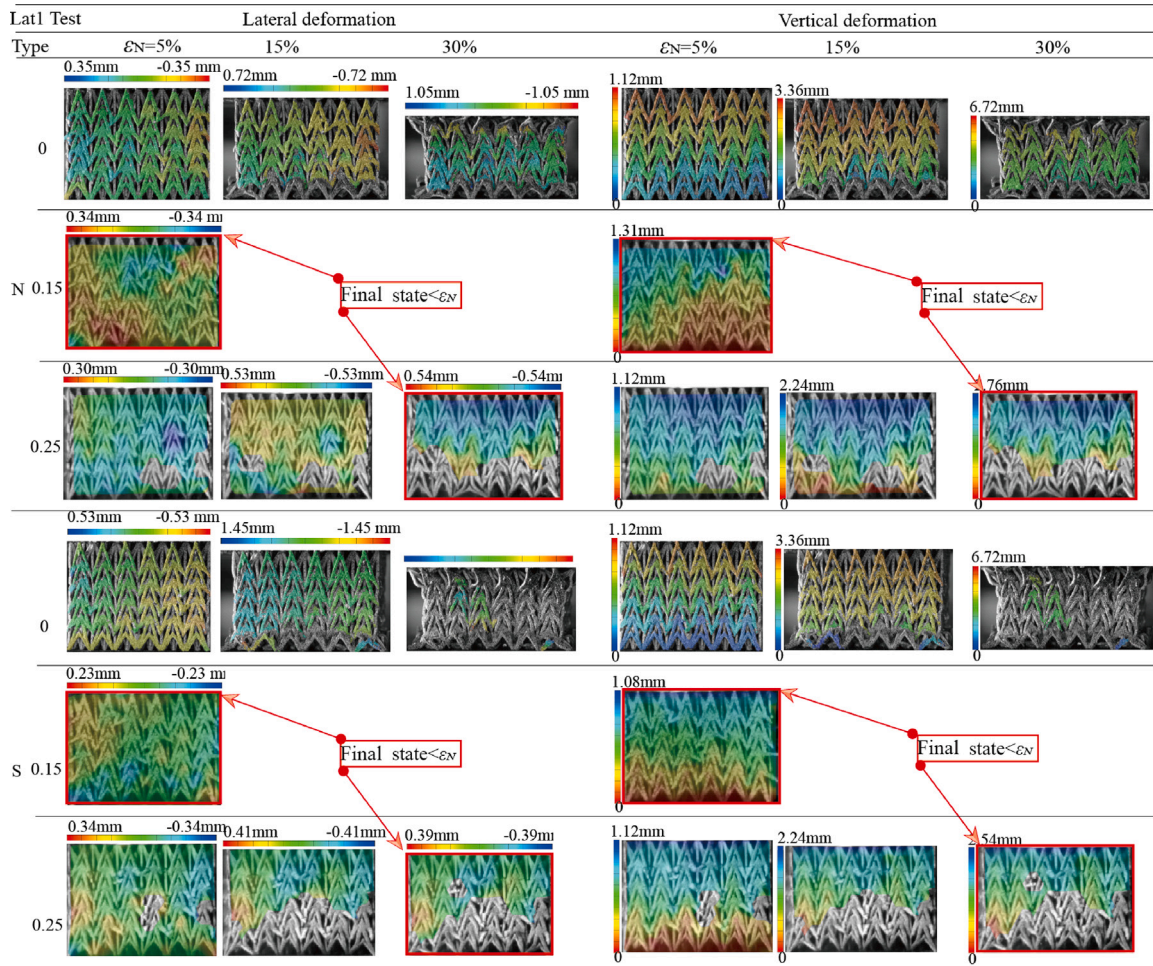 Lat1 Test Lateral deformation Vertical deformation
Type εN=5% 15% 30% εN=5% 15% 30%
0.35mm -0.35 mm 0.72mm -0.72 mm 1.05mm -1.05 mm 1.12mm 3.36mm 6.72mm
0
0 0 0
0.34mm -0.34 mm 1.31mm
N 0.15 Final state<εN Final state<εN
0
0.30mm -0.30mm 0.53mm -0.53mm 0.54mm -0.54mm 1.12mm 2.24mm .76mm
0.25
0 0 0
0.53mm -0.53 mm 1.45mm -1.45 mm 1.12mm 3.36mm 6.72mm
0
0 0 0
0.23mm -0.23 m 1.08mm
S 0.15 Final state<εN Final state<εN
0
0.34mm -0.34mm 0.41mm -0.41mm 0.39mm -0.39mm 1.12mm 2.24mm .54mm
0.25
0 0 0